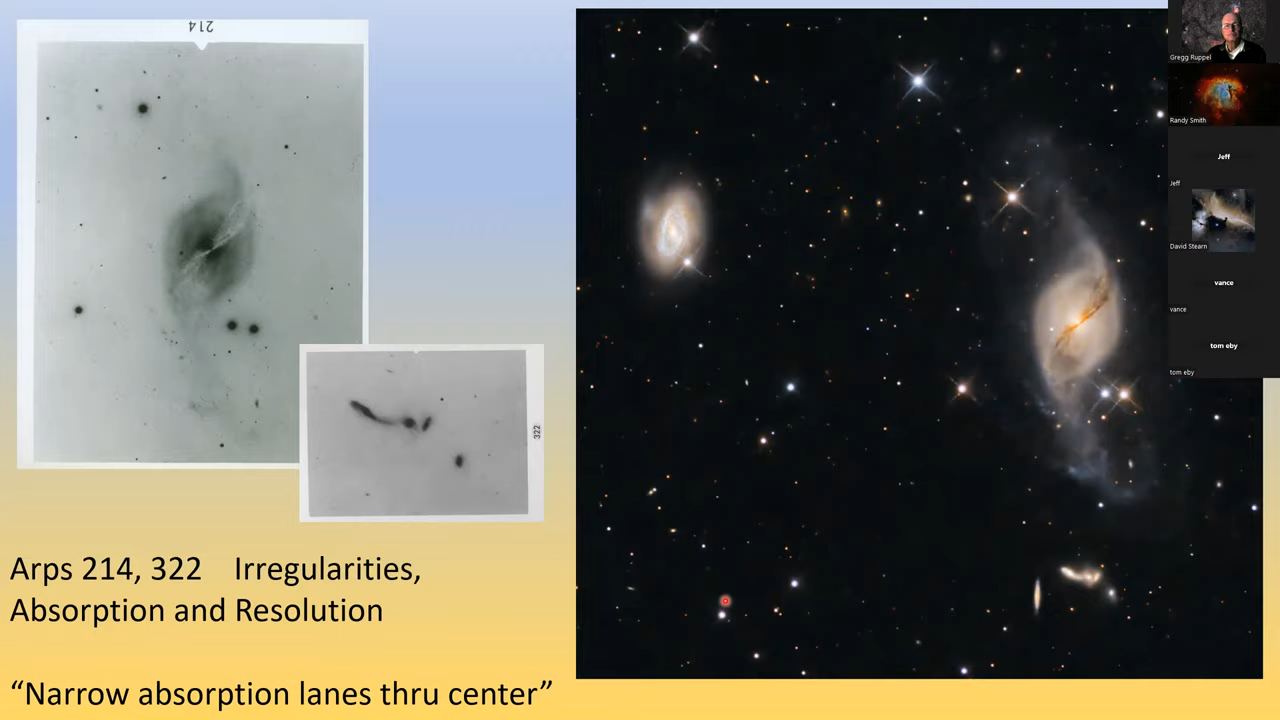 214
322
Arps 214, 322 Irregularities,
Absorption and Resolution
“Narrow absorption lanes thru center”
Gregg Ruppel
Randy Smith
Jeff
Jeff
David Stearn
vance
vance
tom eby
tom eby